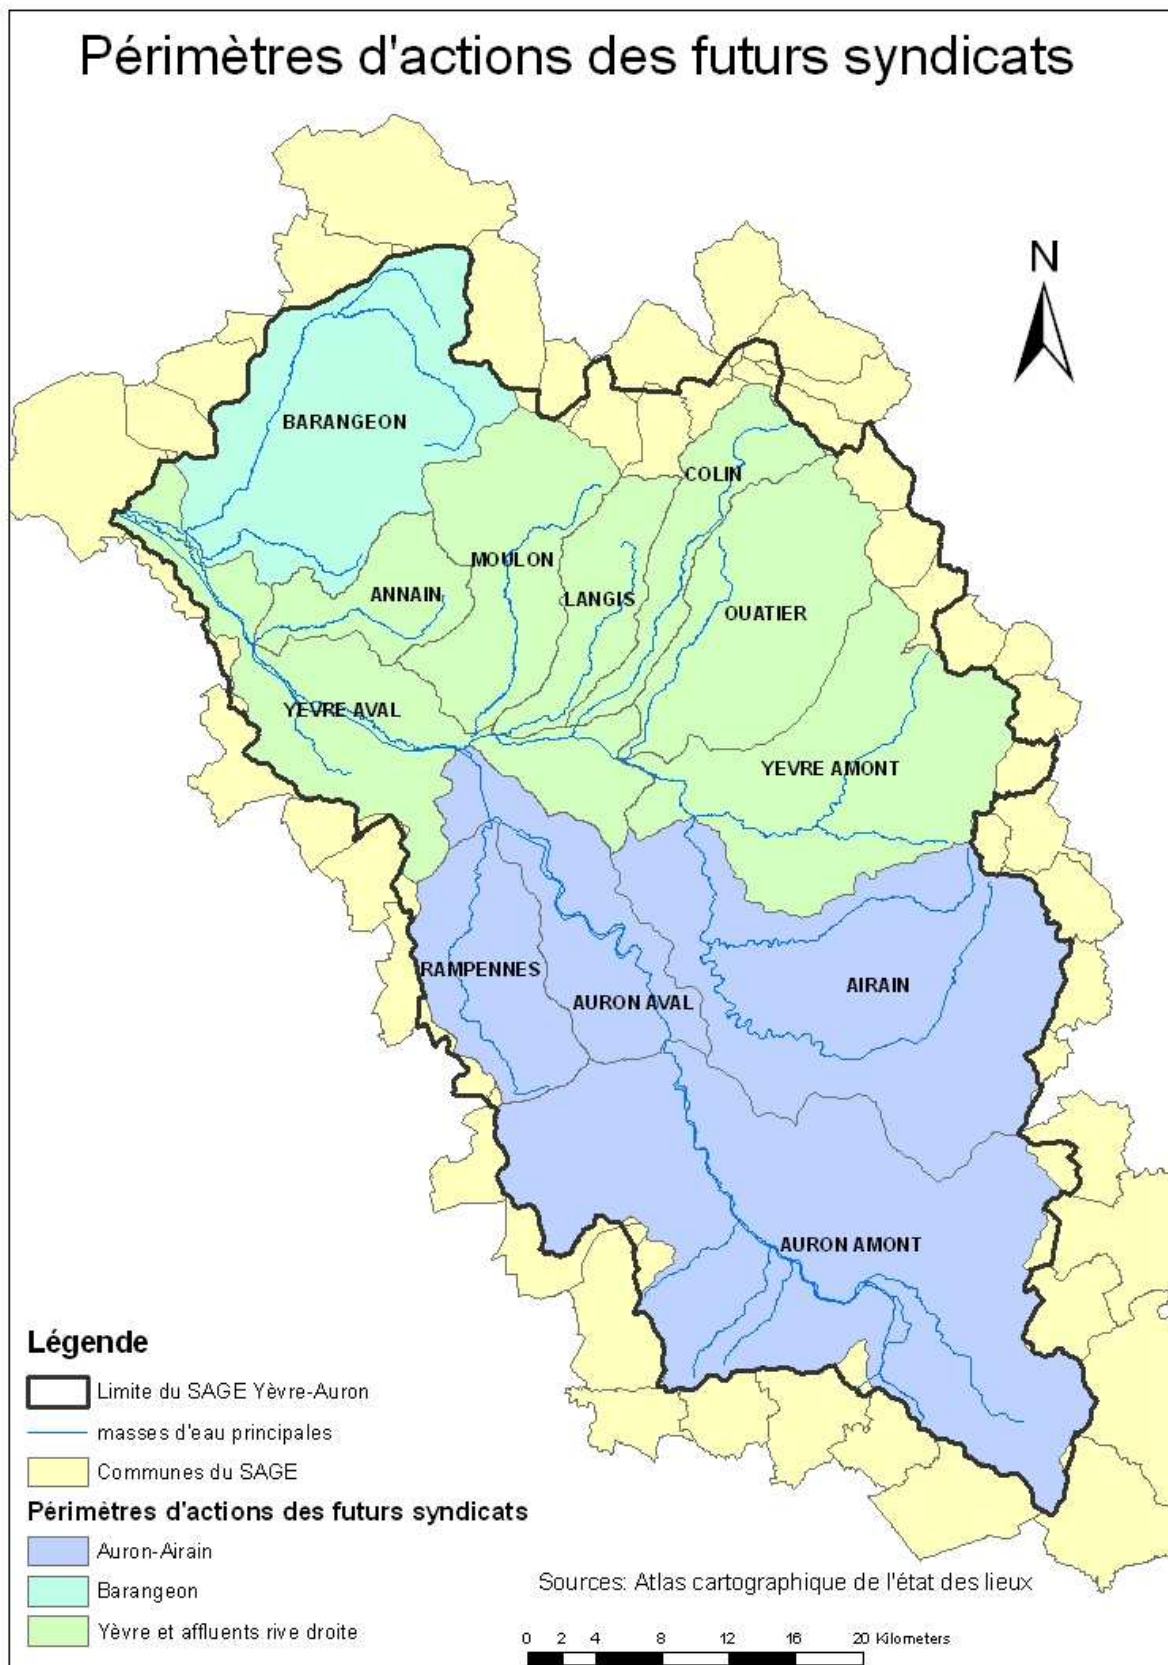 Périmètres d'actions des futurs syndicats
N
BARANGEON
COLIN
MOULON
ANNAIN
LANGIS
OUATIER
YEVRE AVAL
YEVRE AMONT
RAMPENNES
AIRAIN
AURON AVAL
AURON AMONT
Légende
Limite du SAGE Yèvre-Auron
masses d'eau principales
Communes du SAGE
Périmètres d'actions des futurs syndicats
Auron-Airain
Barangeon
Yèvre et affluents rive droite
Sources: Atlas cartographique de l'état des lieux
0 2 4 8 12 16 20 Kilometers